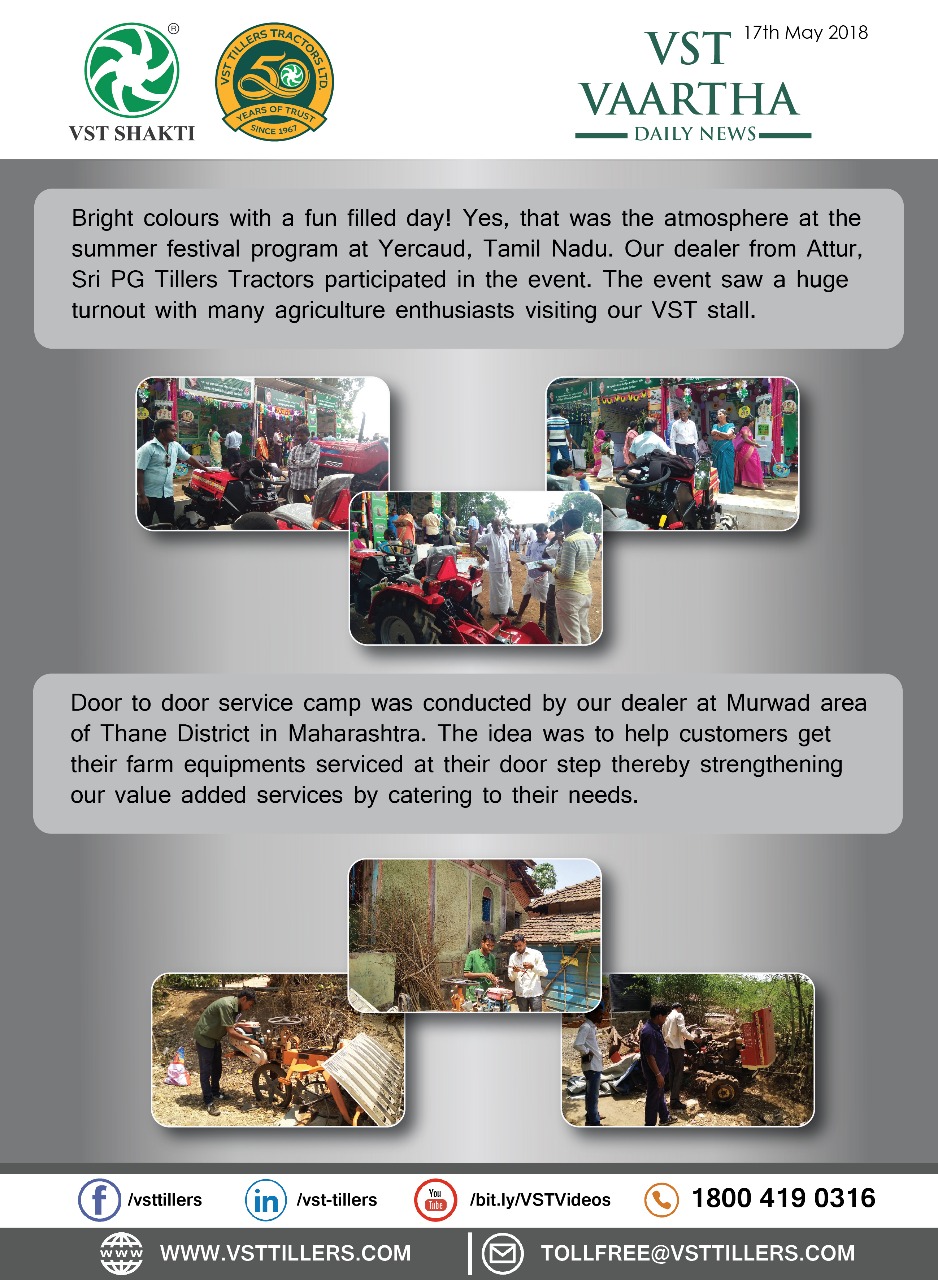 17th May 2018
VST SHAKTI
VST TILLERS TRACTORS LTD.
50
YEARS OF TRUST
SINCE 1967
VST
VAARTHA
DAILY NEWS
Bright colours with a fun filled day! Yes, that was the atmosphere at the
summer festival program at Yercaud, Tamil Nadu. Our dealer from Attur,
Sri PG Tillers Tractors participated in the event. The event saw a huge
turnout with many agriculture enthusiasts visiting our VST stall.
Door to door service camp was conducted by our dealer at Murwad area
of Thane District in Maharashtra. The idea was to help customers get
their farm equipments serviced at their door step thereby strengthening
our value added services by catering to their needs.
/vsttillers
in /vst-tillers
You Tube /bit.ly/VSTVideos
1800 419 0316
www WWW.VSTTILLERS.COM
TOLLFREE@VSTTILLERS.COM